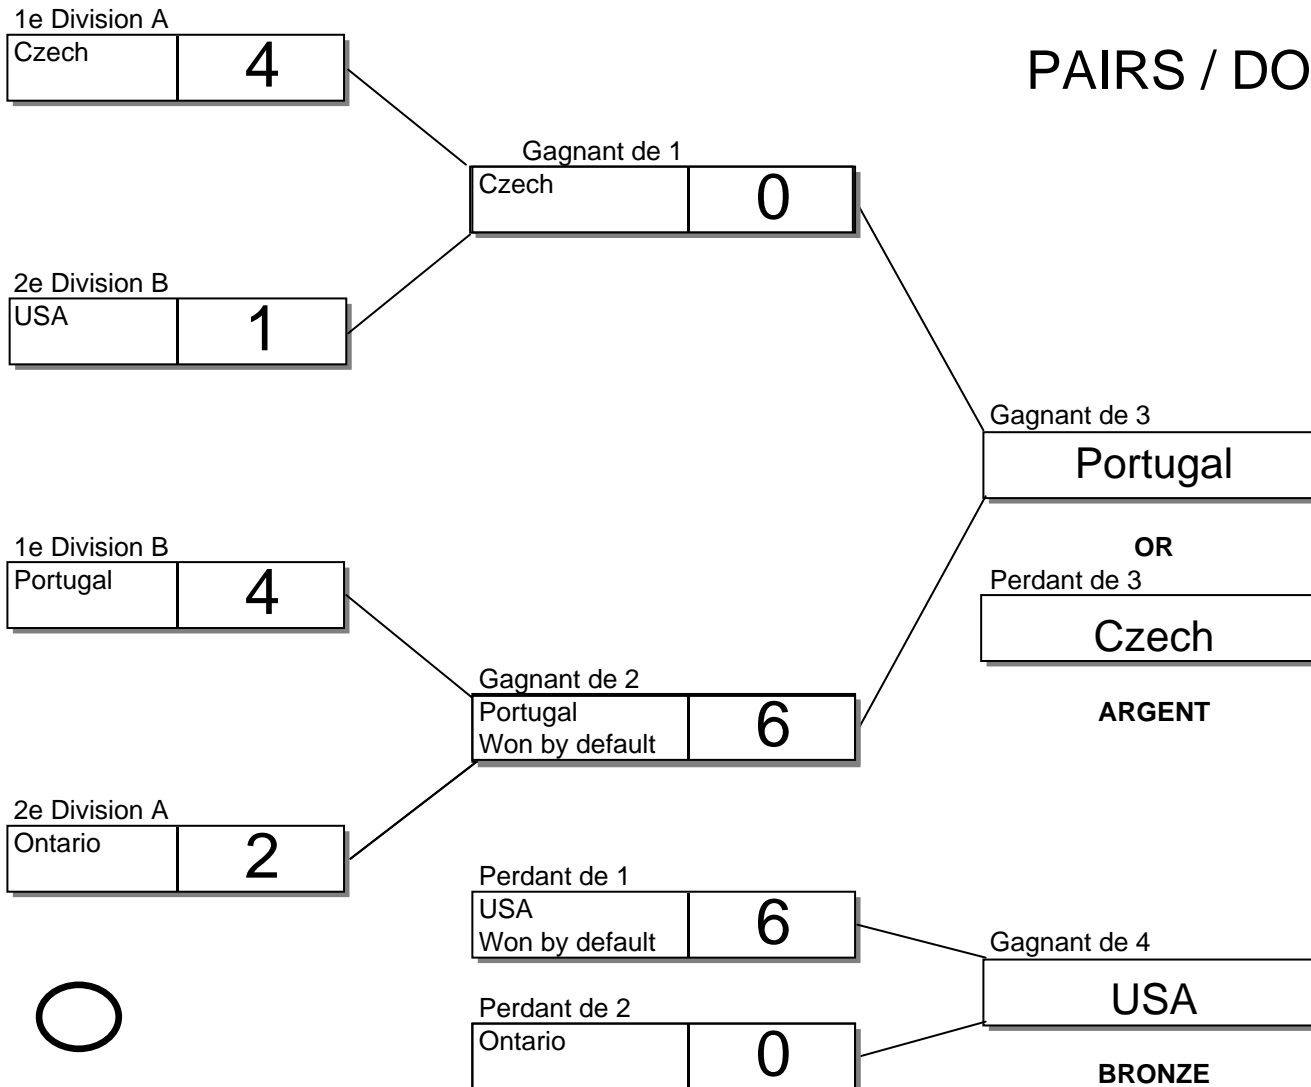 1e Division A
Czech 4
PAIRS / DO
Gagnant de 1
Czech 0
2e Division B
USA 1
Gagnant de 3
Portugal
OR
1e Division B
Portugal 4
Perdant de 3
Czech
ARGENT
Gagnant de 2
Portugal
Won by default 6
2e Division A
Ontario 2
Perdant de 1
USA
Won by default 6
Gagnant de 4
USA
BRONZE
Perdant de 2
Ontario 0